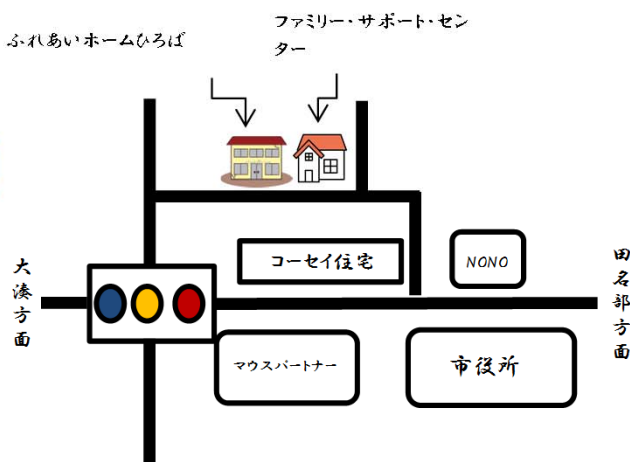 ふれあいホームひろば
ファミリー・サポート・セン
ター
コーセイ住宅
NONO
大湊方面
田名部方面
マウスパートナー
市役所